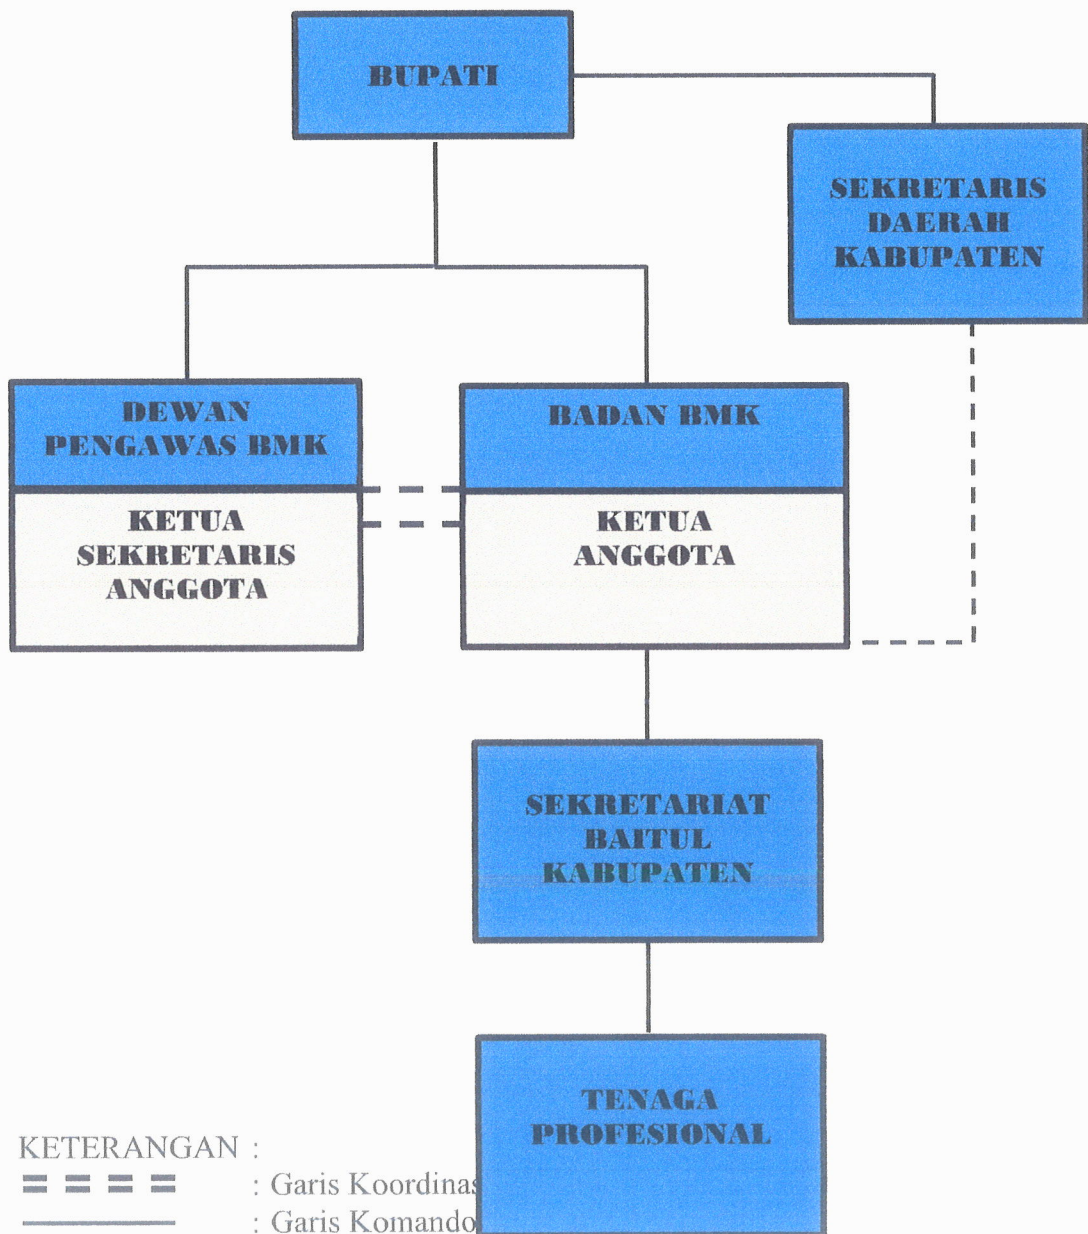 BUPATI
SEKRETARIS
DAERAH
KABUPATEN
DEWAN
PENGAWAS BMK
BADAN BMK
KETUA
SEKRETARIS
ANGGOTA
KETUA
ANGGOTA
SEKRETARIAT
BAITUL
KABUPATEN
TENAGA
PROFESIONAL
KETERANGAN :
: Garis Koordinas
: Garis Komando